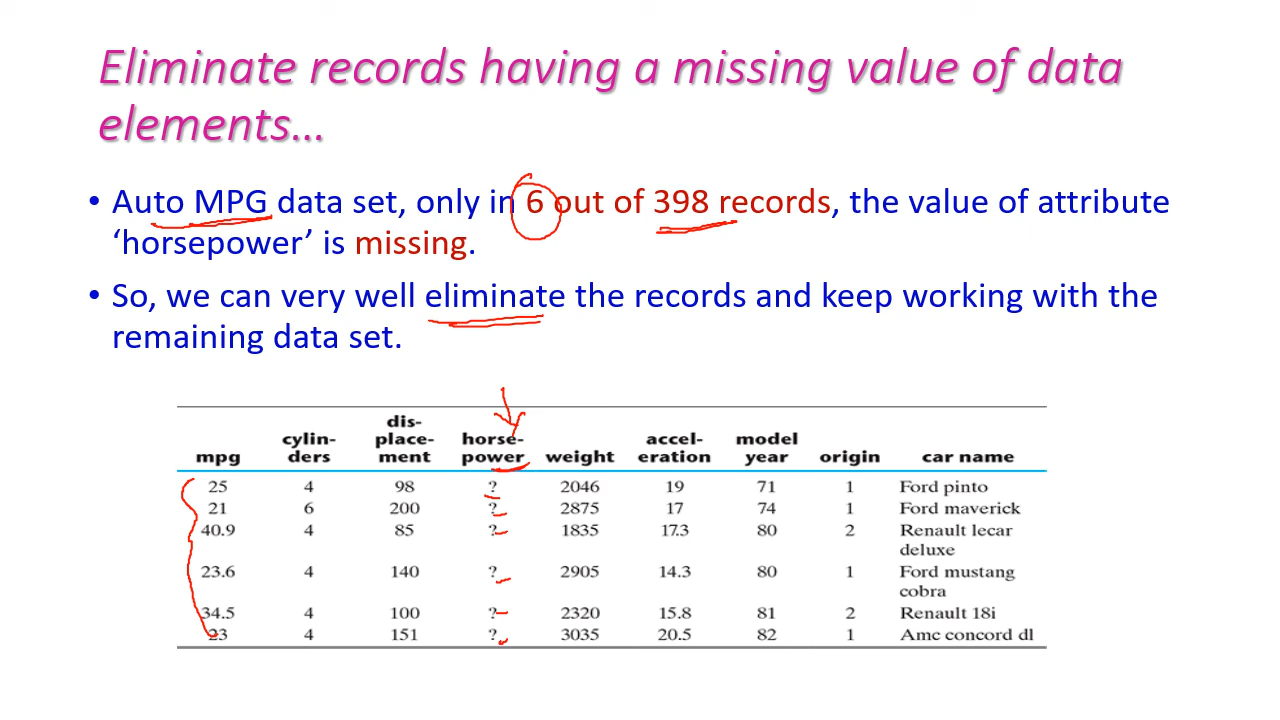 Eliminate records having a missing value of data
elements…
• Auto MPG data set, only in 6 out of 398 records, the value of attribute
‘horsepower’ is missing.
• So, we can very well eliminate the records and keep working with the
remaining data set.
mpg cylin-ders dis-place-ment horse-power weight accel-eration model year origin car name
25 4 98 ? 2046 19 71 1 Ford pinto
21 6 200 ? 2875 17 74 1 Ford maverick
40.9 4 85 ? 1835 17.3 80 2 Renault lecar
deluxe
23.6 4 140 ? 2905 14.3 80 1 Ford mustang
cobra
34.5 4 100 ? 2320 15.8 81 2 Renault 18i
23 4 151 ? 3035 20.5 82 1 Amc concord dl